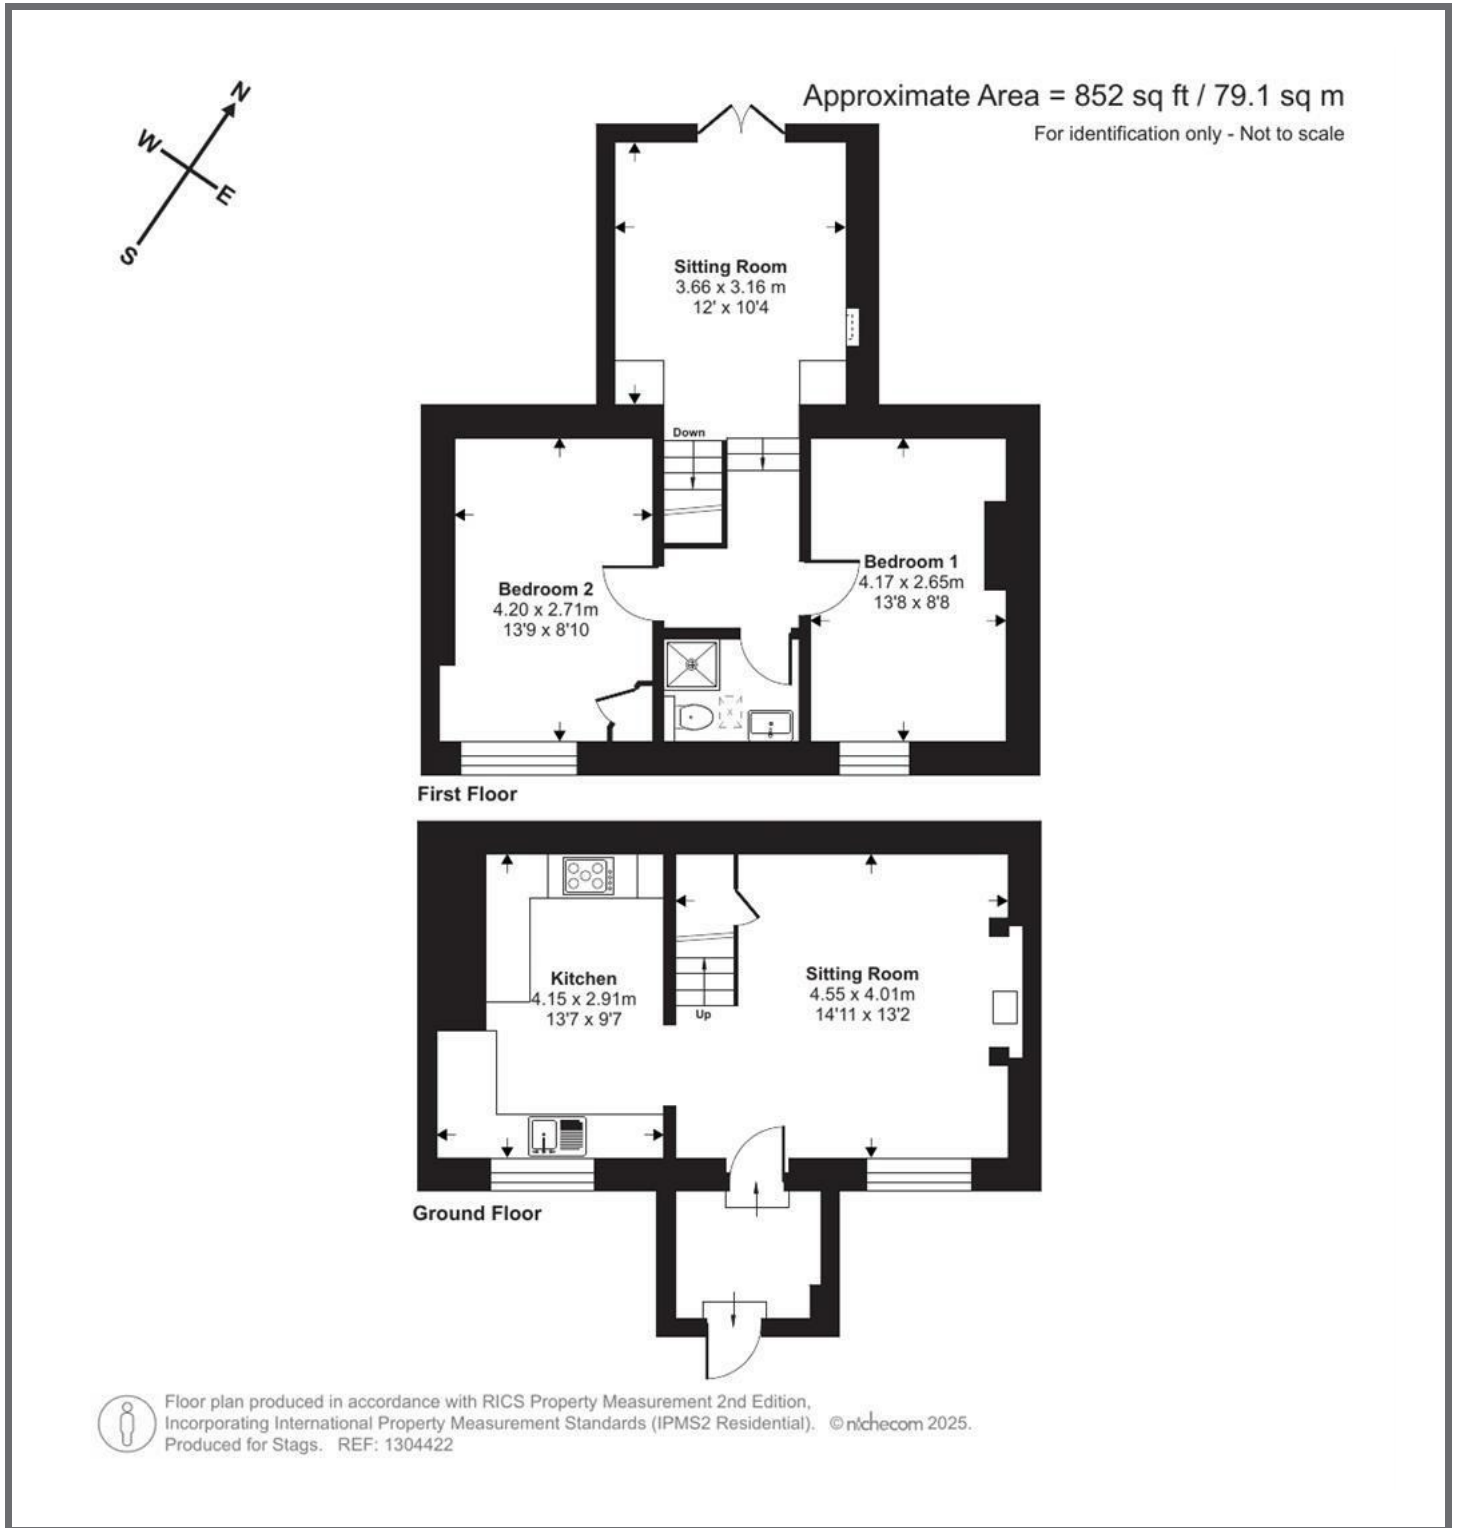 N
W
E
S
Approximate Area = 852 sq ft / 79.1 sq m
For identification only - Not to scale
Sitting Room
3.66 x 3.16 m
12' x 10'4
Down
Bedroom 2
4.20 x 2.71m
13'9 x 8'10
Bedroom 1
4.17 x 2.65m
13'8 x 8'8
First Floor
Kitchen
4.15 x 2.91m
13'7 x 9'7
Up
Sitting Room
4.55 x 4.01m
14'11 x 13'2
Ground Floor
Floor plan produced in accordance with RICS Property Measurement 2nd Edition,
Incorporating International Property Measurement Standards (IPMS2 Residential). © nichecom 2025.
Produced for Stags. REF: 1304422